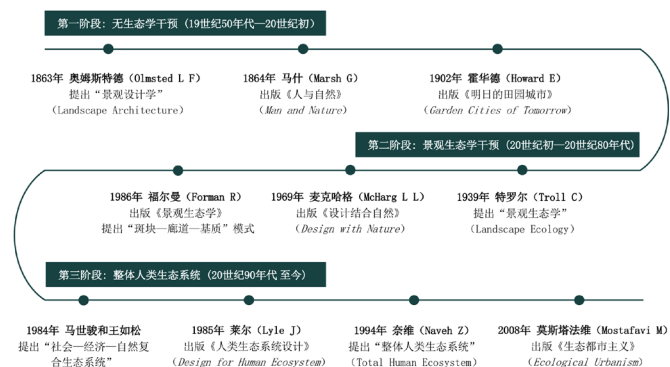 第一阶段：无生态学干预（19世纪50年代—20世纪初）
1863年 奥姆斯特德（Olmsted L F）
提出“景观设计学”
（Landscape Architecture）
1864年 马什（Marsh G）
出版《人与自然》
（Man and Nature）
1902年 霍华德（Howard E）
出版《明日的田园城市》
（Garden Cities of Tomorrow）
第二阶段：景观生态学干预（20世纪初—20世纪80年代）
1986年 福尔曼（Forman R）
出版《景观生态学》
提出“斑块—廊道—基质”模式
1969年 麦克哈格（McHarg L L）
出版《设计结合自然》
（Design with Nature）
1939年 特罗尔（Troll C）
提出“景观生态学”
（Landscape Ecology）
第三阶段：整体人类生态系统（20世纪90年代 至今）
1984年 马世骏和王如松
提出“社会—经济—自然复
合生态系统”
1985年 莱尔（Lyle J）
出版《人类生态系统设计》
（Design for Human Ecosystem）
1994年 奈维（Naveh Z）
提出“整体人类生态系统”
（Total Human Ecosystem）
2008年 莫斯塔法维（Mostafavi M）
出版《生态都市主义》
（Ecological Urbanism）